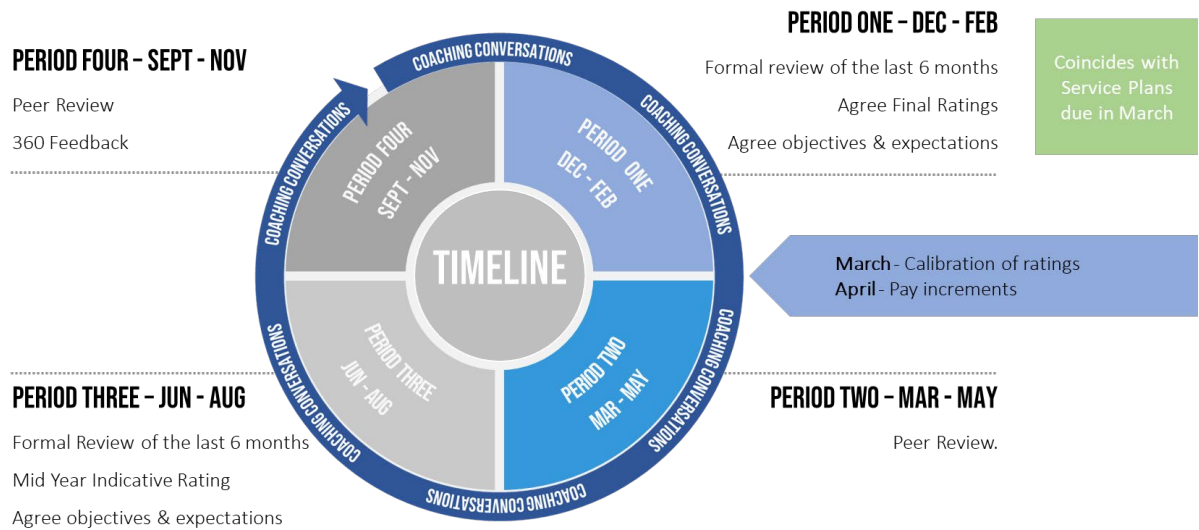 PERIOD FOUR – SEPT - NOV
Peer Review
360 Feedback
PERIOD ONE – DEC - FEB
Formal review of the last 6 months
Agree Final Ratings
Agree objectives & expectations
Coincides with
Service Plans
due in March
COACHING CONVERSATIONS
COACHING CONVERSATIONS
COACHING CONVERSATIONS
COACHING CONVERSATIONS
COACHING CONVERSATIONS
COACHING CONVERSATIONS
PERIOD FOUR
SEPT - NOV
PERIOD ONE
DEC - FEB
TIMELINE
PERIOD THREE
JUN - AUG
PERIOD TWO
MAR - MAY
March - Calibration of ratings
April - Pay increments
PERIOD THREE – JUN - AUG
Formal Review of the last 6 months
Mid Year Indicative Rating
Agree objectives & expectations
PERIOD TWO – MAR - MAY
Peer Review.